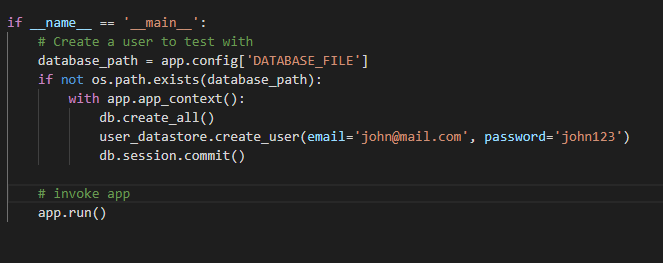 if __name__ == '__main__':
    # Create a user to test with
    database_path = app.config['DATABASE_FILE']
    if not os.path.exists(database_path):
        with app.app_context():
            db.create_all()
            user_datastore.create_user(email='john@mail.com', password='john123')
            db.session.commit()
    # invoke app
    app.run()